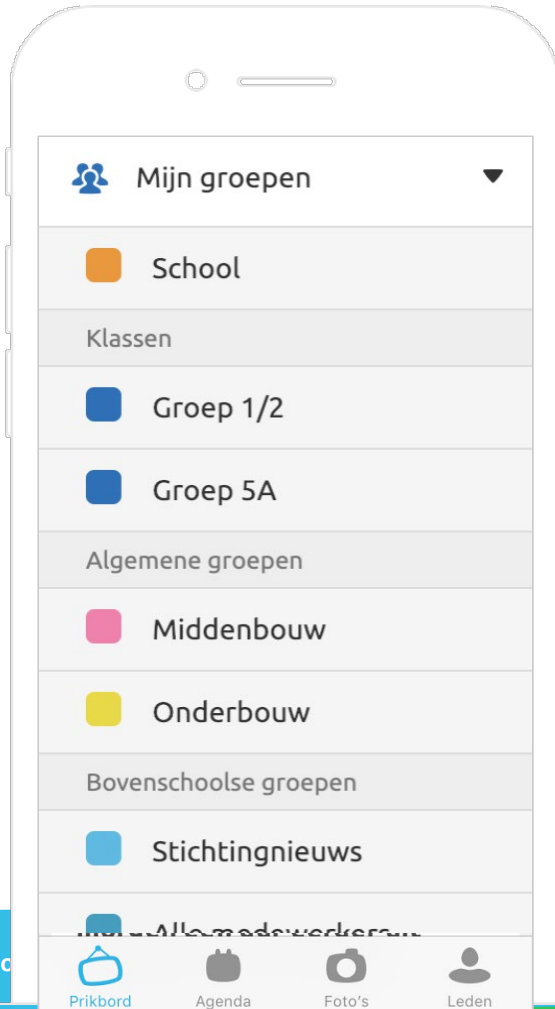 Mijn groepen
School
Klassen
Groep 1/2
Groep 5A
Algemene groepen
Middenbouw
Onderbouw
Bovenschoolse groepen
Stichtingnieuws
Prikbord Agenda Foto's Leden